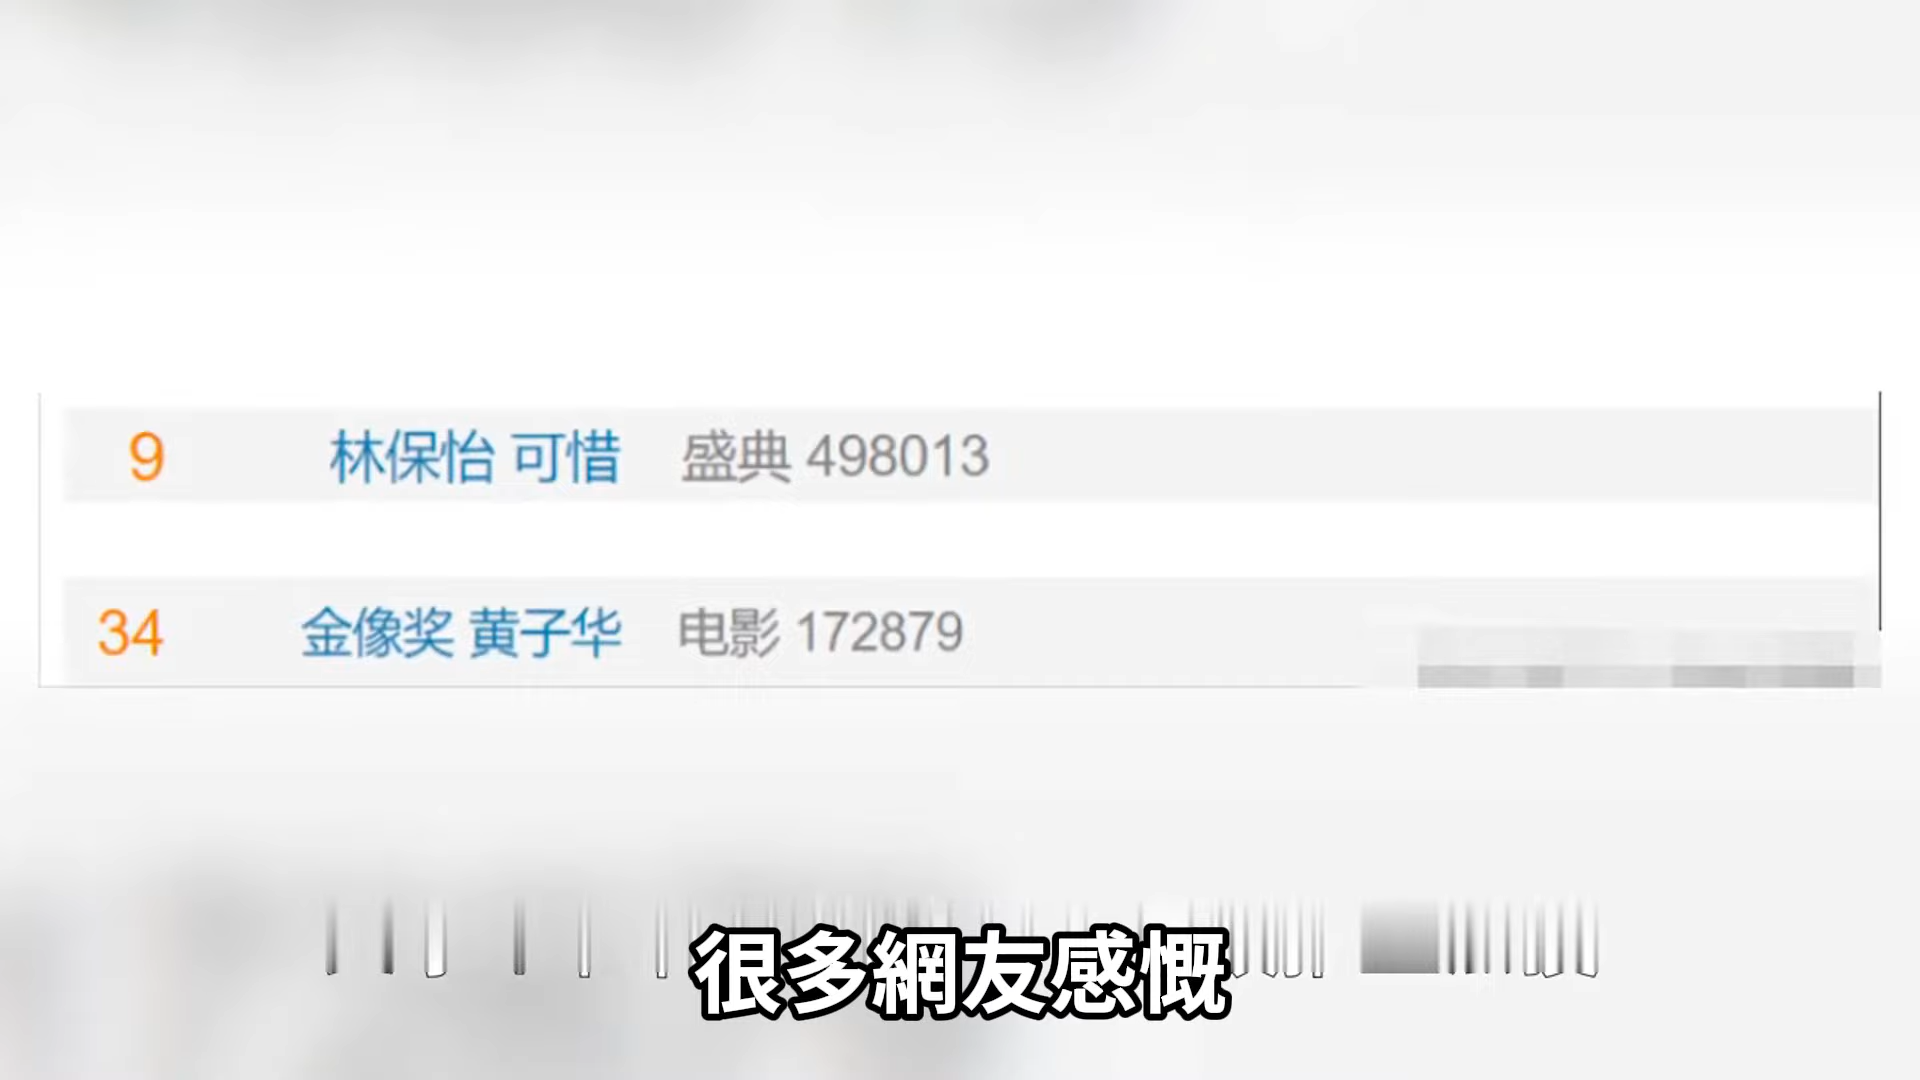 9 林保怡 可惜 盛典 498013
34 金像奖 黄子华 电影 172879
很多網友感慨